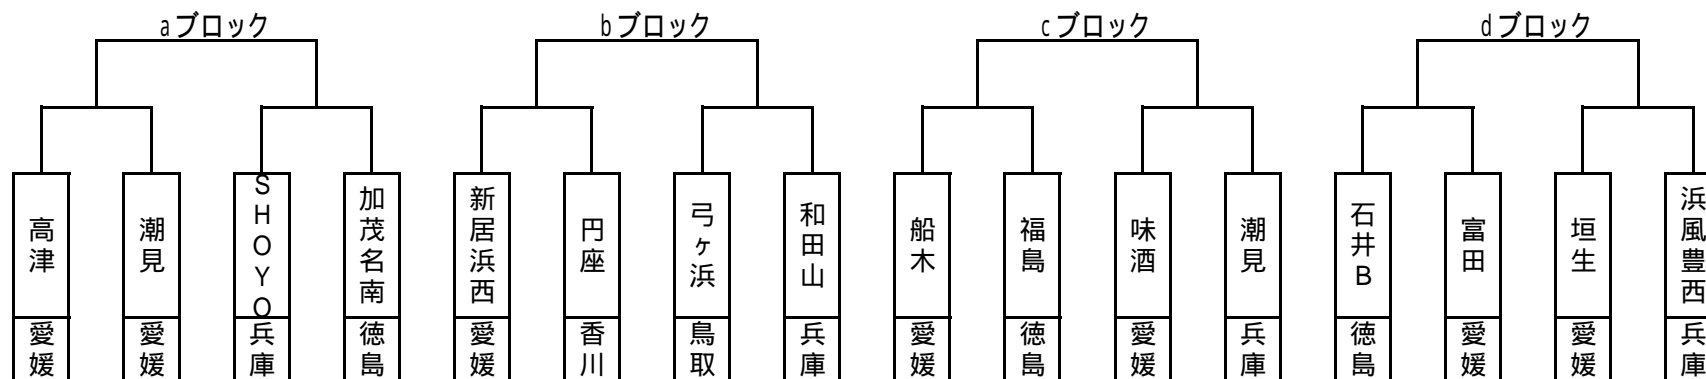 aブロック
bブロック
cブロック
dブロック
高津
潮見
SHOYO
加茂名南
新居浜西
円座
弓ヶ浜
和田山
船木
福島
味酒
潮見
石井B
富田
垣生
浜風豊西
愛媛
愛媛
兵庫
徳島
愛媛
香川
鳥取
兵庫
愛媛
徳島
愛媛
兵庫
徳島
愛媛
愛媛
兵庫